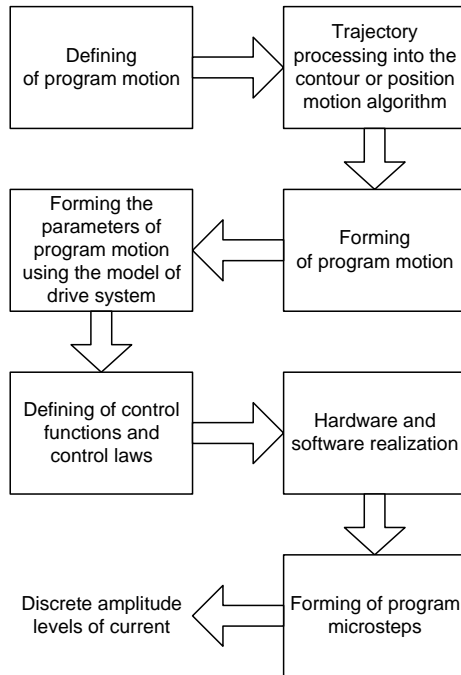 Defining
of program motion
Trajectory
processing into the
contour or position
motion algorithm
Forming
of program motion
Forming the
parameters of
program motion
using the model of
drive system
Defining of control
functions and
control laws
Hardware and
software realization
Forming of program
microsteps
Discrete amplitude
levels of current